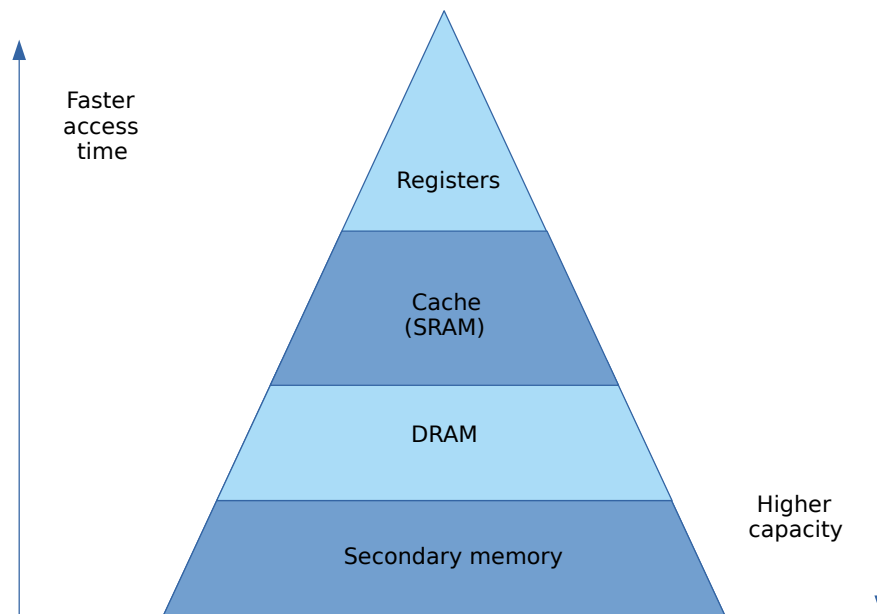 Faster
access
time
Registers
Cache
(SRAM)
DRAM
Higher
capacity
Secondary memory